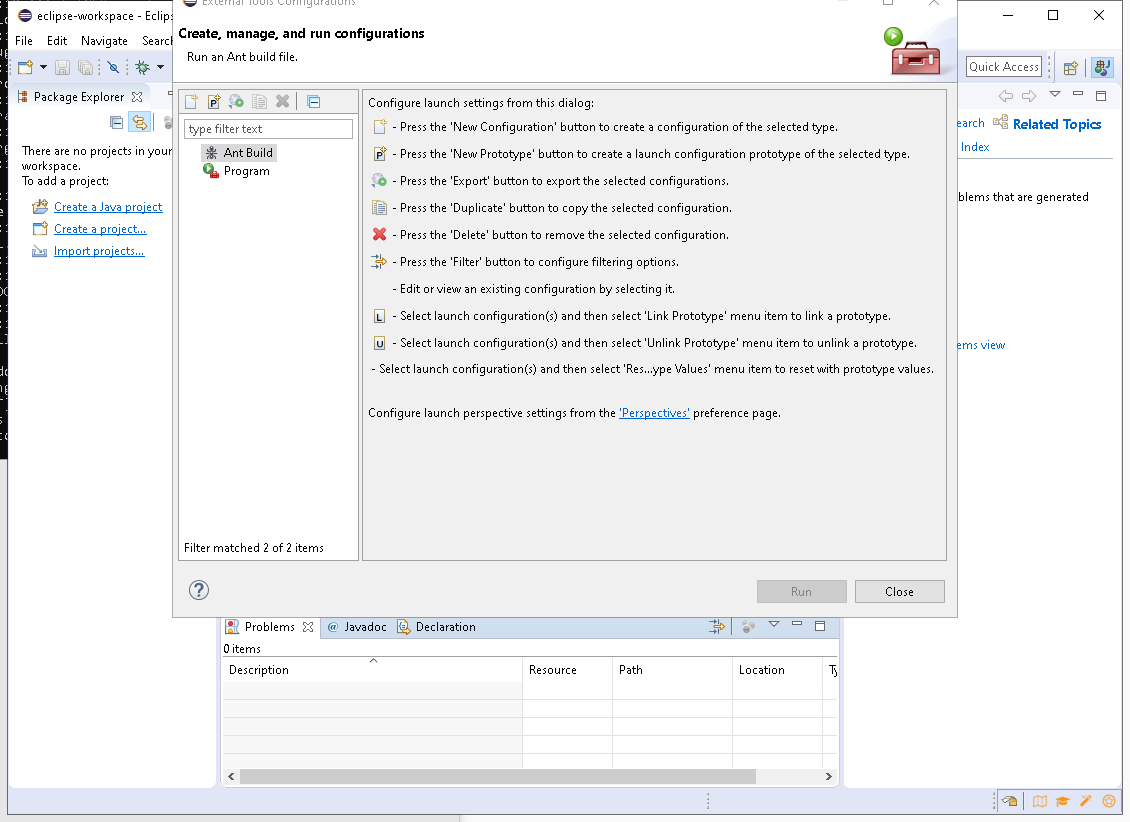 eclipse-workspace - Eclips
External Tools Configurations
File Edit Navigate Search
Create, manage, and run configurations
Run an Ant build file.
Quick Access
Package Explorer
type filter text
Ant Build
Program
Filter matched 2 of 2 items
There are no projects in your
workspace.
To add a project:
Create a Java project
Create a project...
Import projects...
Configure launch settings from this dialog:
- Press the 'New Configuration' button to create a configuration of the selected type.
- Press the 'New Prototype' button to create a launch configuration prototype of the selected type.
- Press the 'Export' button to export the selected configurations.
- Press the 'Duplicate' button to copy the selected configuration.
- Press the 'Delete' button to remove the selected configuration.
- Press the 'Filter' button to configure filtering options.
- Edit or view an existing configuration by selecting it.
L - Select launch configuration(s) and then select 'Link Prototype' menu item to link a prototype.
U - Select launch configuration(s) and then select 'Unlink Prototype' menu item to unlink a prototype.
- Select launch configuration(s) and then select 'Res...ype Values' menu item to reset with prototype values.
Configure launch perspective settings from the 'Perspectives' preference page.
earch Related Topics
Index
blems that are generated
ems view
? Run Close
Problems @ Javadoc Declaration
0 items
Description Resource Path Location Ty